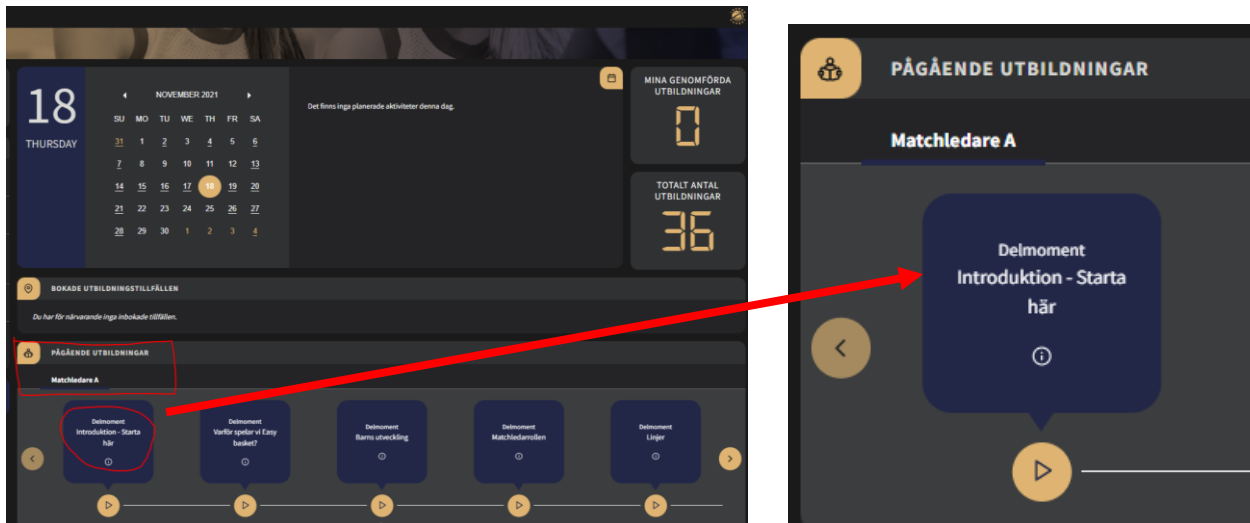 18
THURSDAY
NOVEMBER 2021
SU MO TU WE TH FR SA
31 1 2 3 4 5 6
7 8 9 10 11 12 13
14 15 16 17 18 19 20
21 22 23 24 25 26 27
28 29 30 1 2 3 4
Det finns inga planerade aktiviteter denna dag.
MINA GENOMFÖRDA
UTBILDNINGAR
0
TOTALT ANTAL
UTBILDNINGAR
36
BOKADE UTBILDNINGSTILLFÄLLEN
Du har för närvarande inga inbokade tillfällen.
PÅGÅENDE UTBILDNINGAR
Matchledare A
Delmoment
Introduktion - Starta
här
Delmoment
Varför spelar vi Easy
basket?
Delmoment
Barns utveckling
Delmoment
Matchledarrollen
Delmoment
Linjer
PÅGÅENDE UTBILDNINGAR
Matchledare A
Delmoment
Introduktion - Starta
här